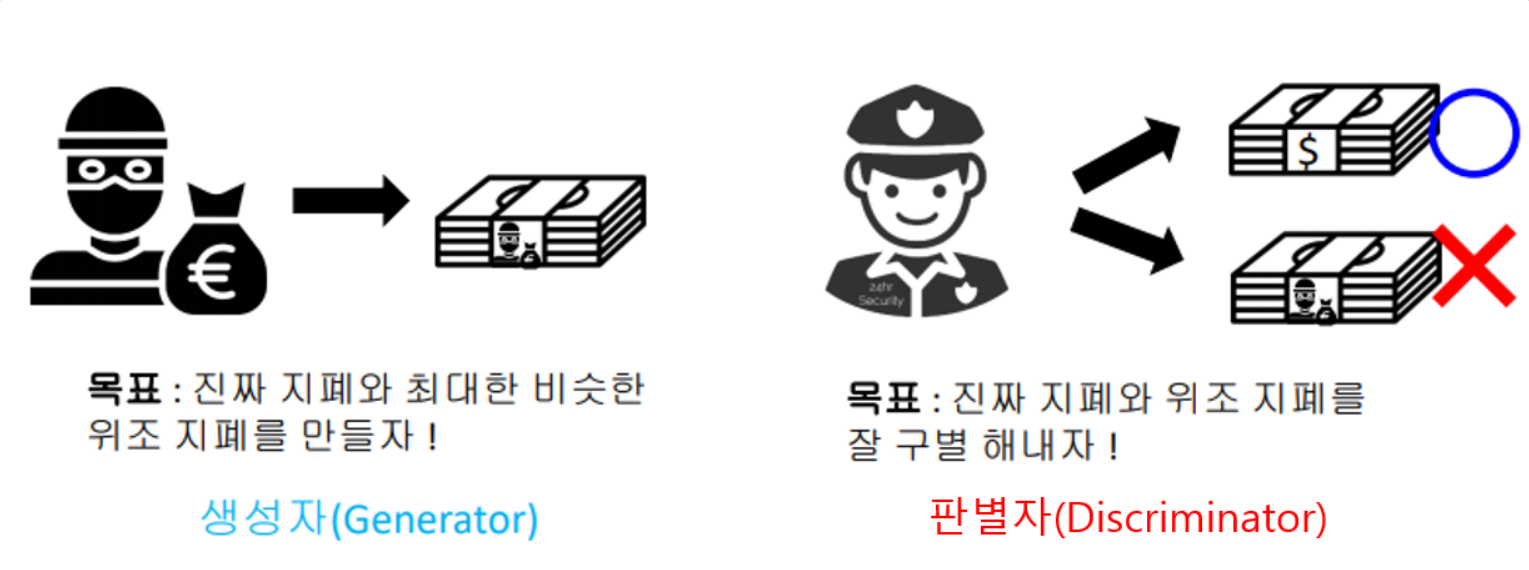 €
$
24hr
Security
목표 : 진짜 지폐와 최대한 비슷한
위조 지폐를 만들자 !
목표 : 진짜 지폐와 위조 지폐를
잘 구별 해내자 !
생성자(Generator)
판별자(Discriminator)